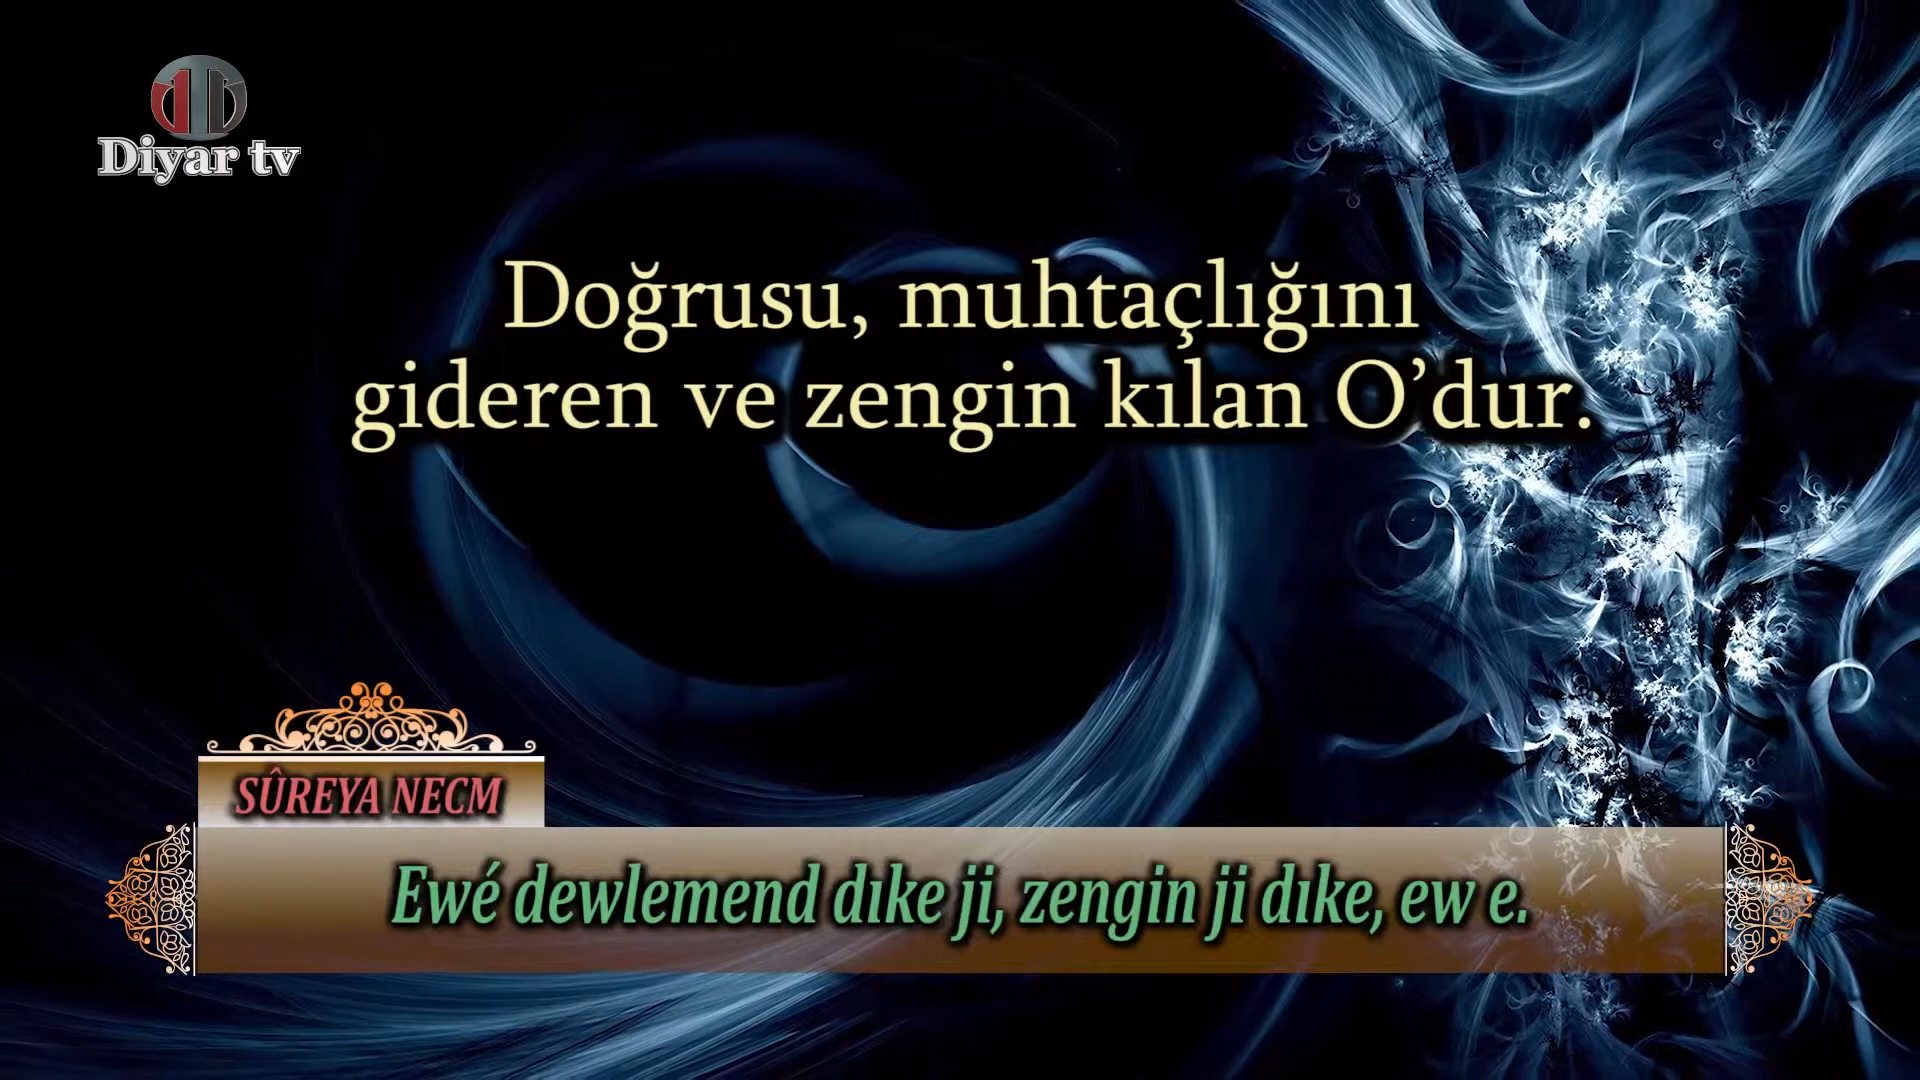 Diyar tv
Doğrusu, muhtaçlığını
gideren ve zengin kılan O’dur.
SÛREYA NECM
Ewé dewlemend dıke ji, zengin ji dıke, ew e.